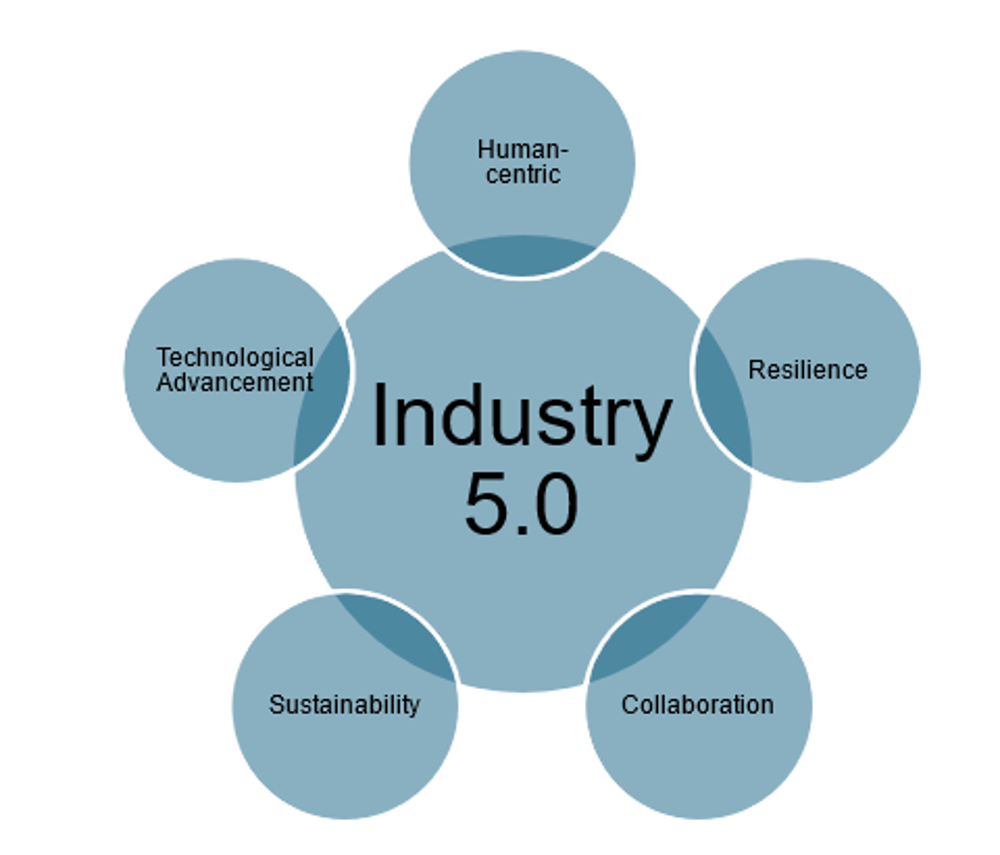 Human-
centric
Technological
Advancement
Resilience
Industry
5.0
Sustainability
Collaboration